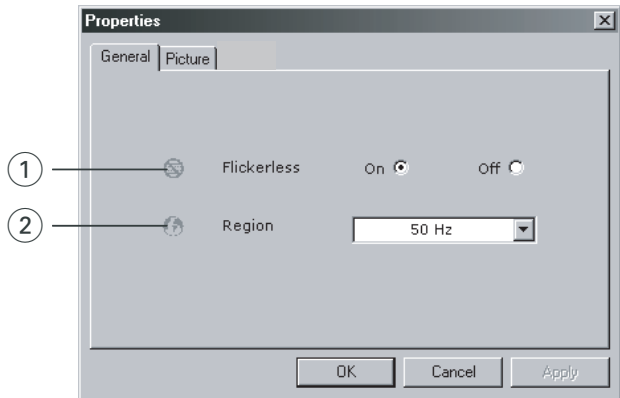 Properties
General Picture
1 Flickerless On Off
2 Region 50 Hz
OK Cancel Apply